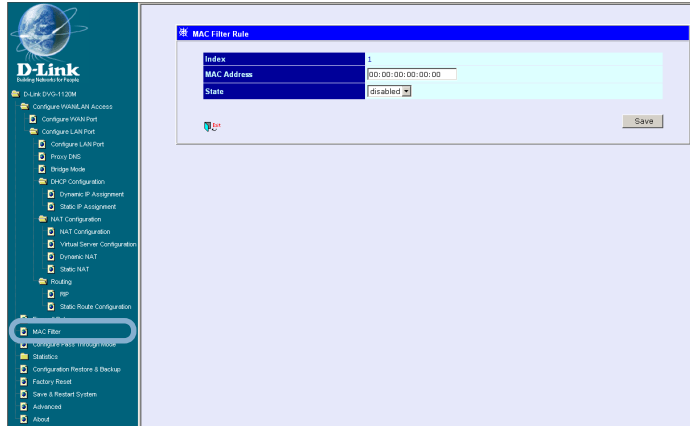 D-Link
Building Networks for People
D-Link DVG-1120M
Configure WAN/LAN Access
Configure WAN Port
Configure LAN Port
Configure LAN Port
Proxy DNS
Bridge Mode
DHCP Configuration
Dynamic IP Assignment
Static IP Assignment
NAT Configuration
NAT Configuration
Virtual Server Configuration
Dynamic NAT
Static NAT
Routing
RIP
Static Route Configuration
MAC Filter
Configure Pass Through Mode
Statistics
Configuration Restore & Backup
Factory Reset
Save & Restart System
Advanced
About
MAC Filter Rule
Index 1
MAC Address 00:00:00:00:00:00
State disabled
Exit
Save